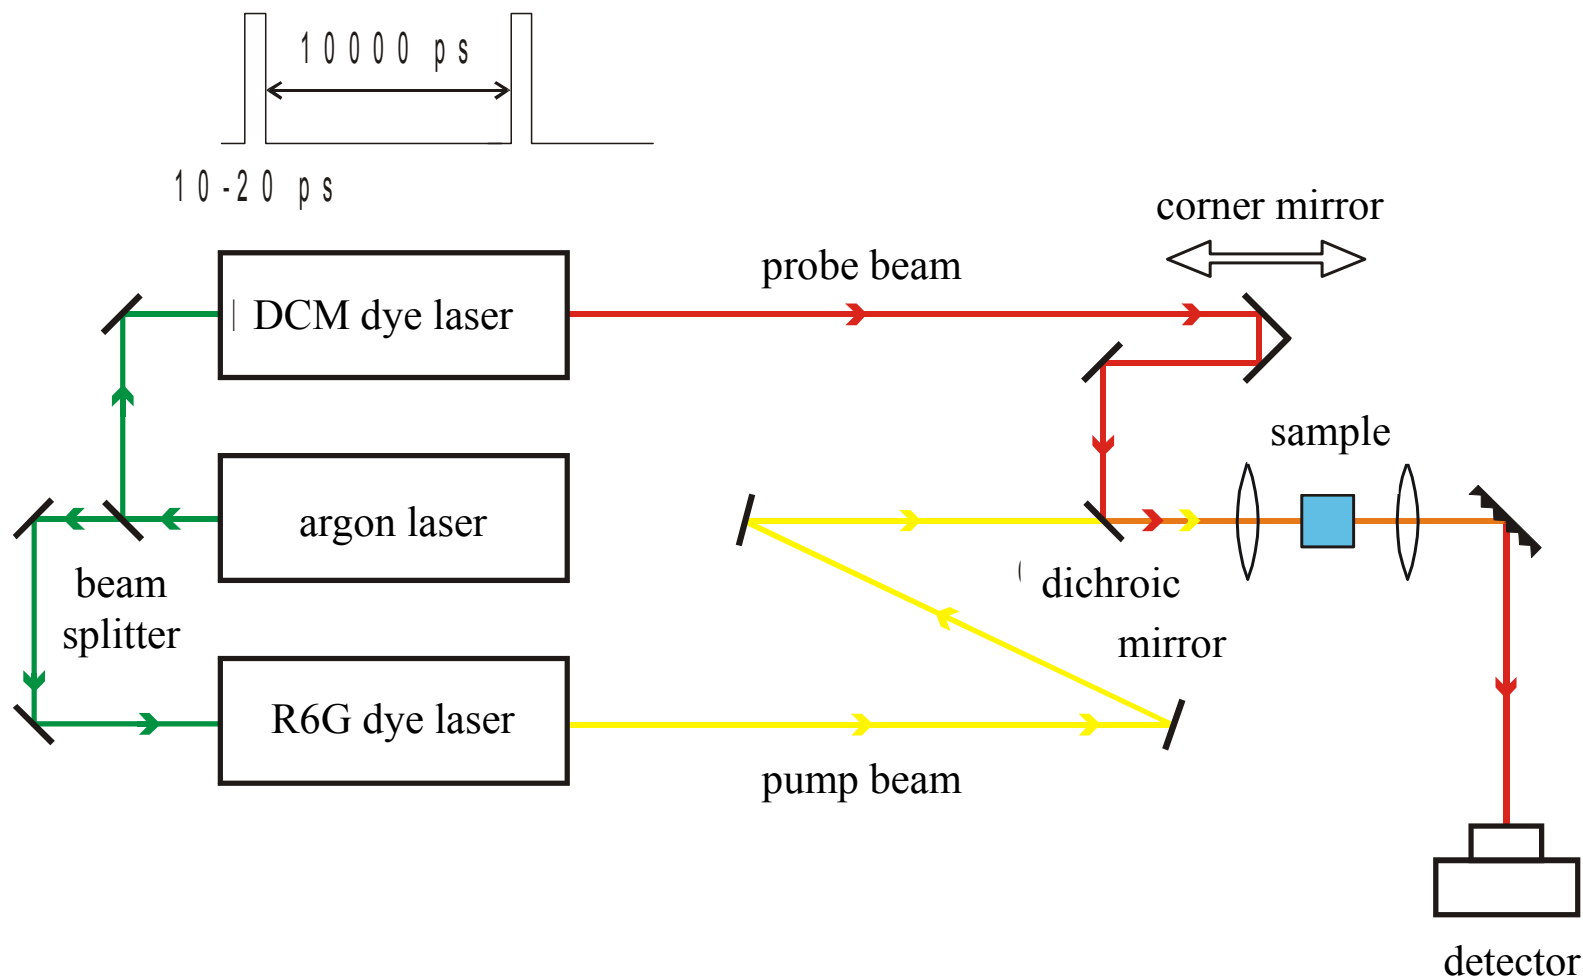 10000 ps
10-20 ps
corner mirror
probe beam
DCM dye laser
sample
argon laser
beam
splitter
dichroic
mirror
R6G dye laser
pump beam
detector